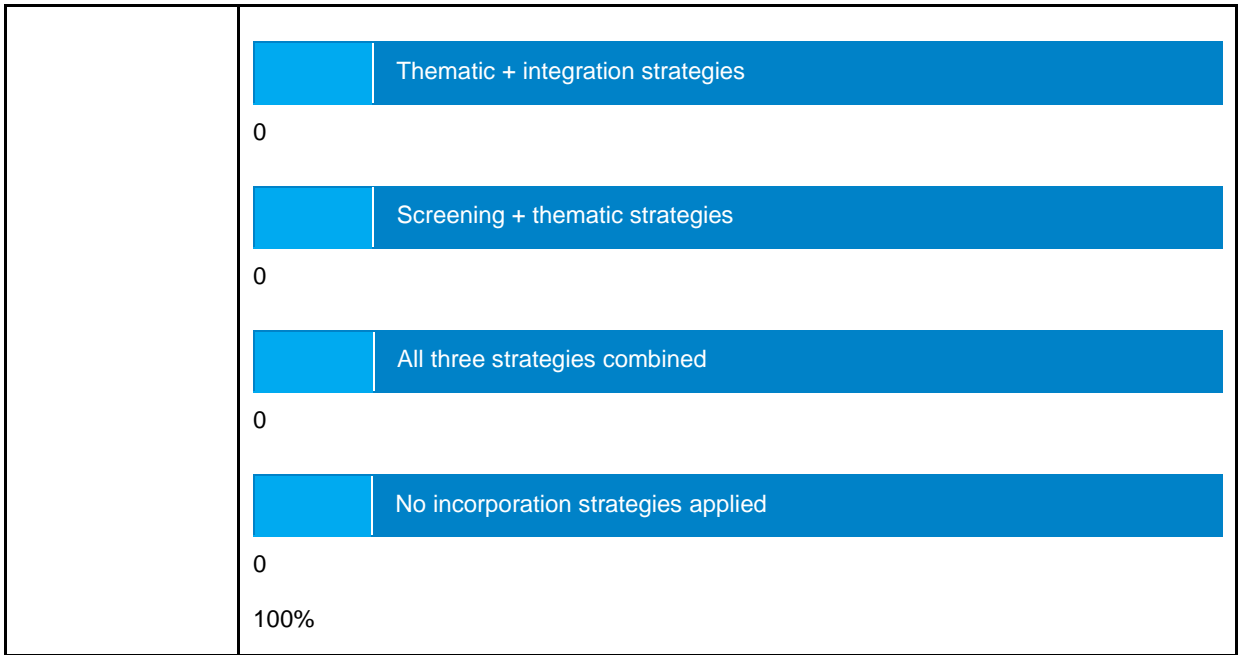 Thematic + integration strategies
0
Screening + thematic strategies
0
All three strategies combined
0
No incorporation strategies applied
0
100%